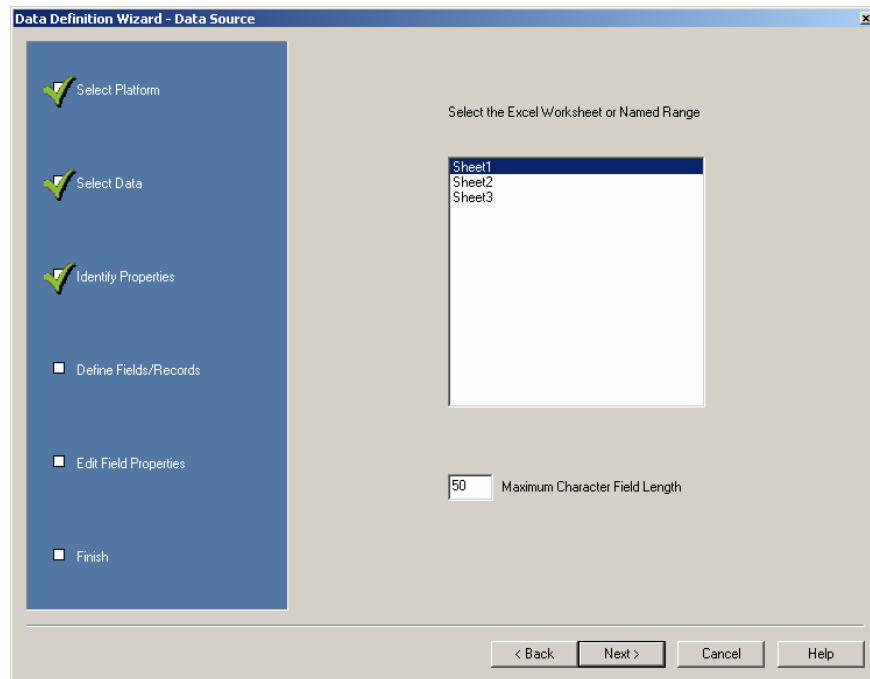 Data Definition Wizard - Data Source
Select Platform
Select Data
Identify Properties
Define Fields/Records
Edit Field Properties
Finish
Select the Excel Worksheet or Named Range
Sheet1
Sheet2
Sheet3
50 Maximum Character Field Length
< Back Next > Cancel Help